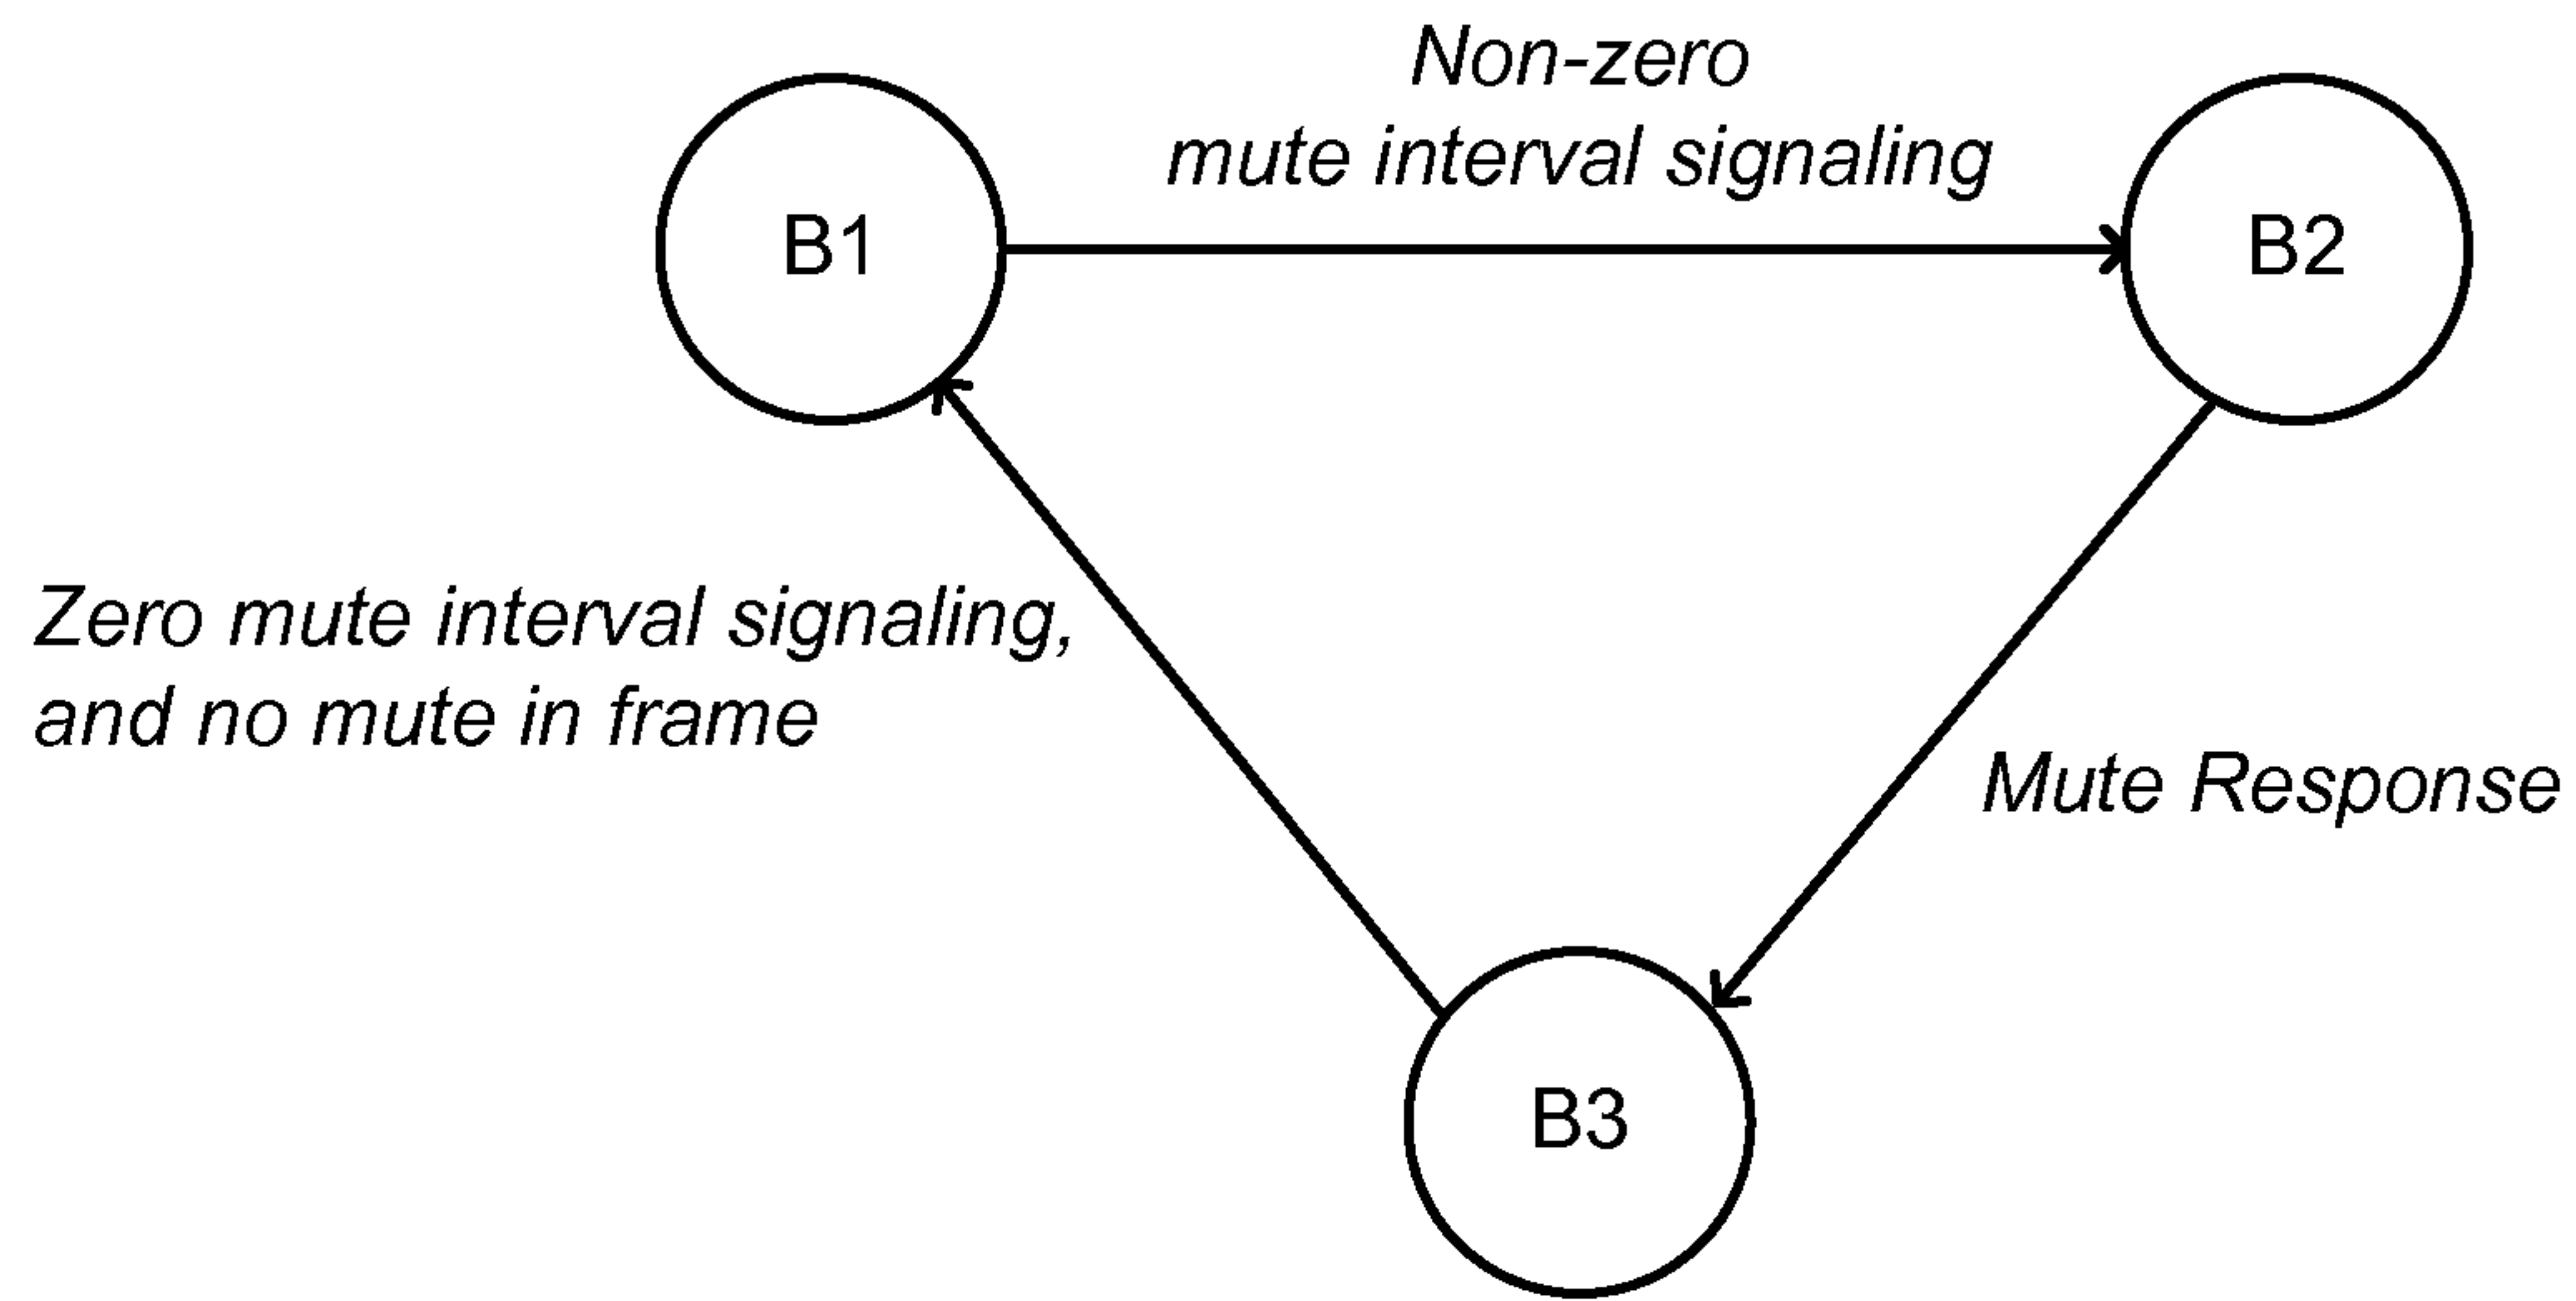 Non-zero
mute interval signaling
B1
B2
Zero mute interval signaling,
and no mute in frame
Mute Response
B3